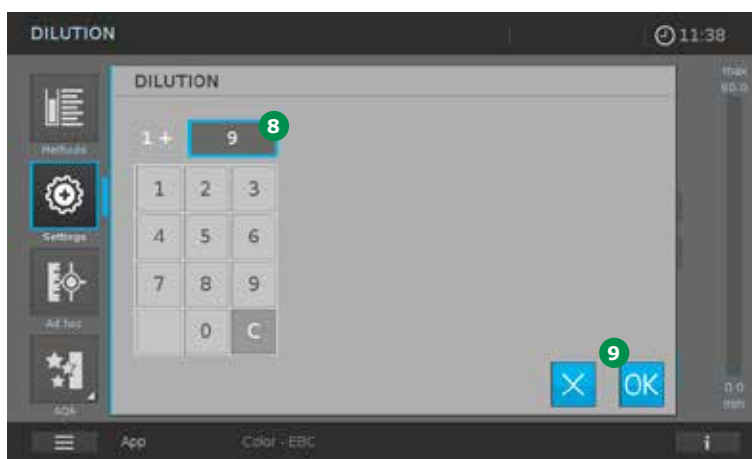 DILUTION
11:38
DILUTION
max
80.0
Methods
1 + 9
8
1 2 3
Settings
4 5 6
7 8 9
Ad hoc
0 C
9
OK
0.0
min
AQA
App
Color - EBC
i